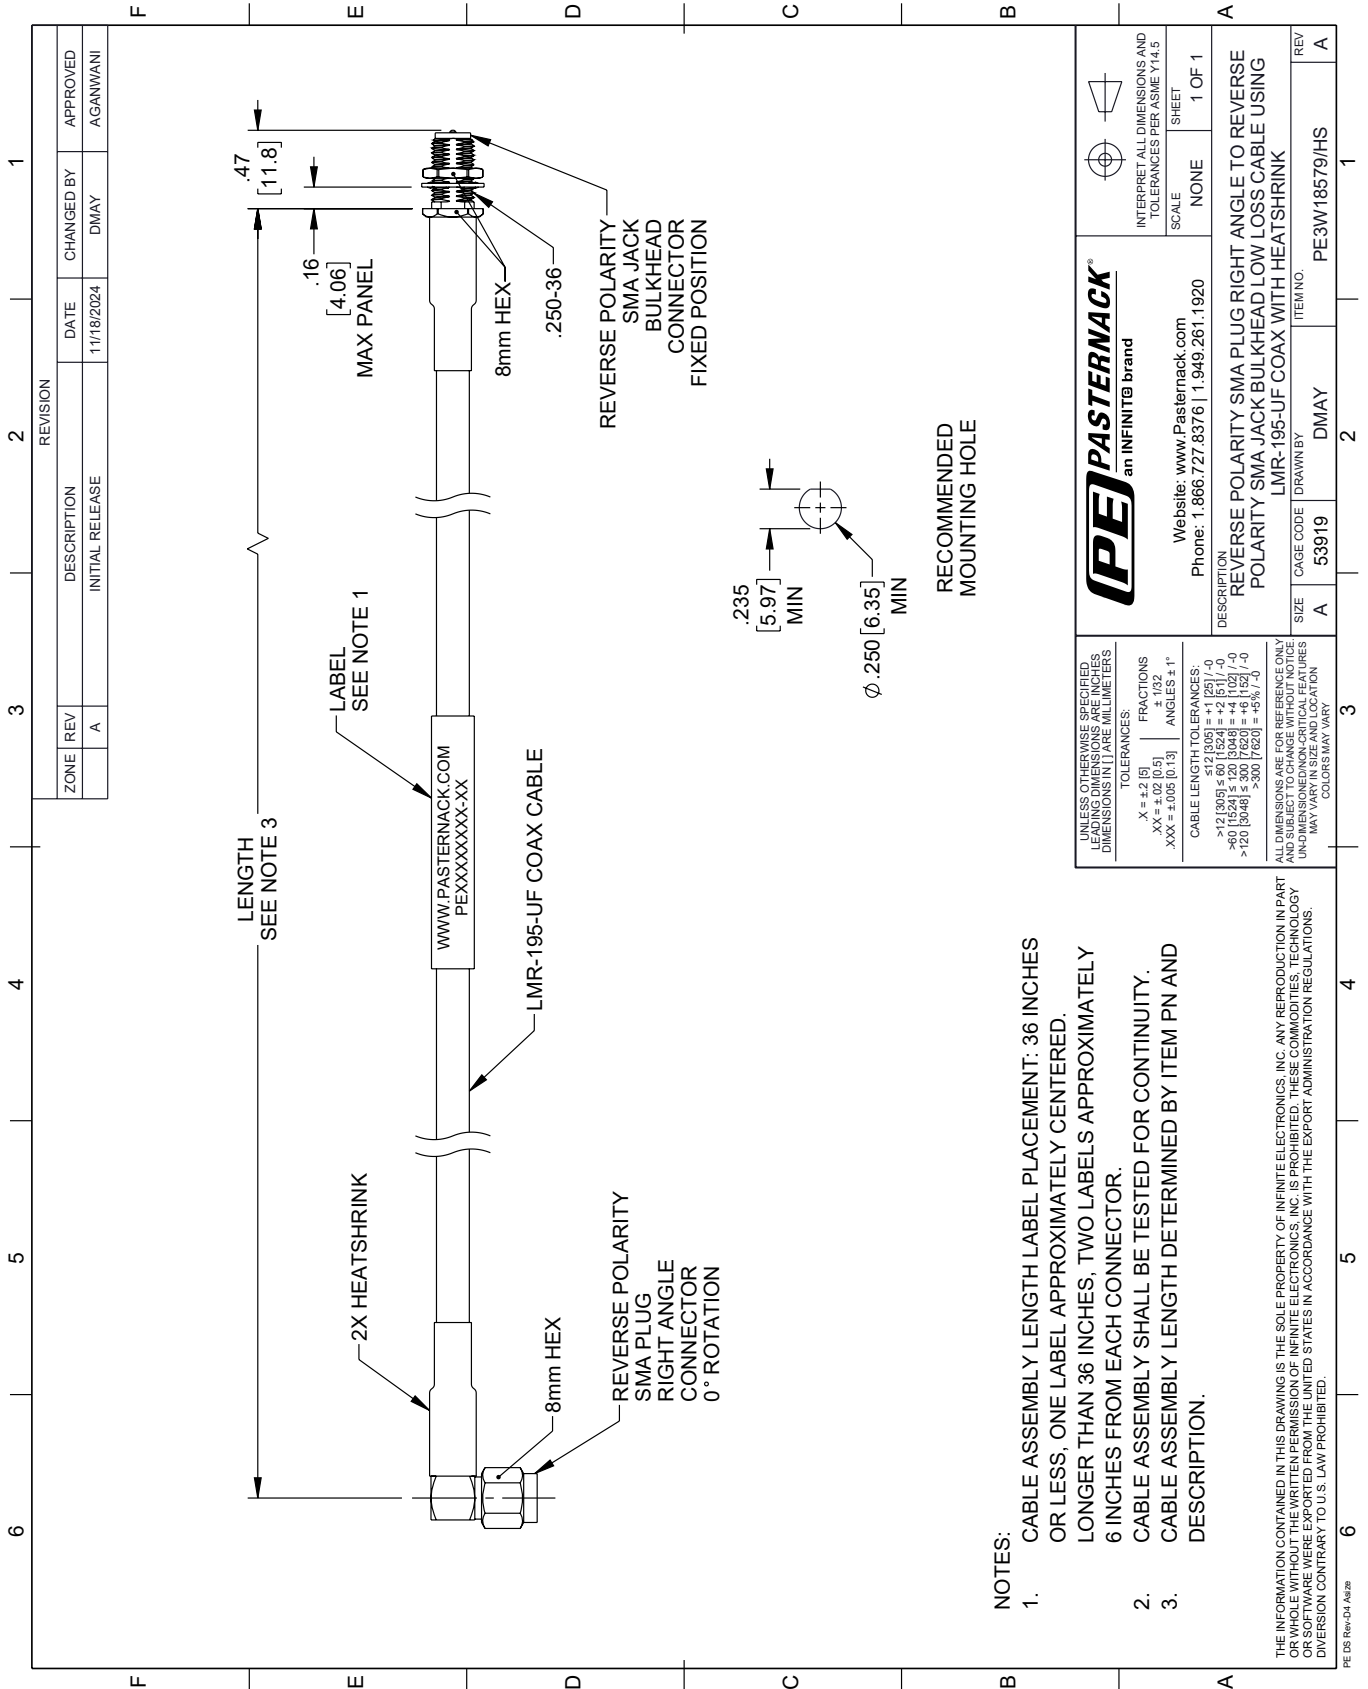 REVISION
ZONE REV DESCRIPTION DATE CHANGED BY APPROVED
A INITIAL RELEASE 11/18/2024 DMAY AGANWANI
6 5 4 3 2 1
F
E
D
C
B
A
LENGTH
SEE NOTE 3
.47
[11.8]
.16
[4.06]
MAX PANEL
2X HEATSHRINK
LABEL
SEE NOTE 1
WWW.PASTERNACK.COM
PEXXXXXXXX-XX
8mm HEX
.250-36
REVERSE POLARITY
SMA JACK
BULKHEAD
CONNECTOR
FIXED POSITION
LMR-195-UF COAX CABLE
8mm HEX
REVERSE POLARITY
SMA PLUG
RIGHT ANGLE
CONNECTOR
0° ROTATION
.235
[5.97]
MIN
Ø.250 [6.35]
MIN
RECOMMENDED
MOUNTING HOLE
NOTES:
1. CABLE ASSEMBLY LENGTH LABEL PLACEMENT: 36 INCHES
OR LESS, ONE LABEL APPROXIMATELY CENTERED.
LONGER THAN 36 INCHES, TWO LABELS APPROXIMATELY
6 INCHES FROM EACH CONNECTOR.
2. CABLE ASSEMBLY SHALL BE TESTED FOR CONTINUITY.
3. CABLE ASSEMBLY LENGTH DETERMINED BY ITEM PN AND
DESCRIPTION.
THE INFORMATION CONTAINED IN THIS DRAWING IS THE SOLE PROPERTY OF INFINITE ELECTRONICS, INC. ANY REPRODUCTION IN PART
OR WHOLE WITHOUT THE WRITTEN PERMISSION OF INFINITE ELECTRONICS, INC. IS PROHIBITED. THESE COMMODITIES, TECHNOLOGY
OR SOFTWARE WERE EXPORTED FROM THE UNITED STATES IN ACCORDANCE WITH THE EXPORT ADMINISTRATION REGULATIONS.
DIVERSION CONTRARY TO U.S. LAW PROHIBITED.
UNLESS OTHERWISE SPECIFIED
LEADING DIMENSIONS ARE INCHES
DIMENSIONS IN [ ] ARE MILLIMETERS
TOLERANCES:
.X = ±.2 [5] FRACTIONS
.XX = ±.02 [0.5] ± 1/32
.XXX = ±.005 [0.13] ANGLES ± 1°
CABLE LENGTH TOLERANCES:
≤12 [305] = +1 [25] / -0
>12 [305] ≤ 60 [1524] = +2 [51] / -0
>60 [1524] ≤ 120 [3048] = +4 [102] / -0
>120 [3048] ≤ 300 [7620] = +6 [152] / -0
>300 [7620] = +5% / -0
ALL DIMENSIONS ARE FOR REFERENCE ONLY
AND SUBJECT TO CHANGE WITHOUT NOTICE.
UN-DIMENSIONED/NON-CRITICAL FEATURES
MAY VARY IN SIZE AND LOCATION
COLORS MAY VARY
PE PASTERNACK®
an INFINIT@ brand
Website: www.Pasternack.com
Phone: 1.866.727.8376 | 1.949.261.1920
INTERPRET ALL DIMENSIONS AND
TOLERANCES PER ASME Y14.5
SCALE SHEET
NONE 1 OF 1
DESCRIPTION
REVERSE POLARITY SMA PLUG RIGHT ANGLE TO REVERSE
POLARITY SMA JACK BULKHEAD LOW LOSS CABLE USING
LMR-195-UF COAX WITH HEATSHRINK
SIZE CAGE CODE DRAWN BY ITEM NO. REV
A 53919 DMAY PE3W18579/HS A
6 5 4 3 2 1
F
E
D
C
B
A
PE DS Rev-D4 Asize